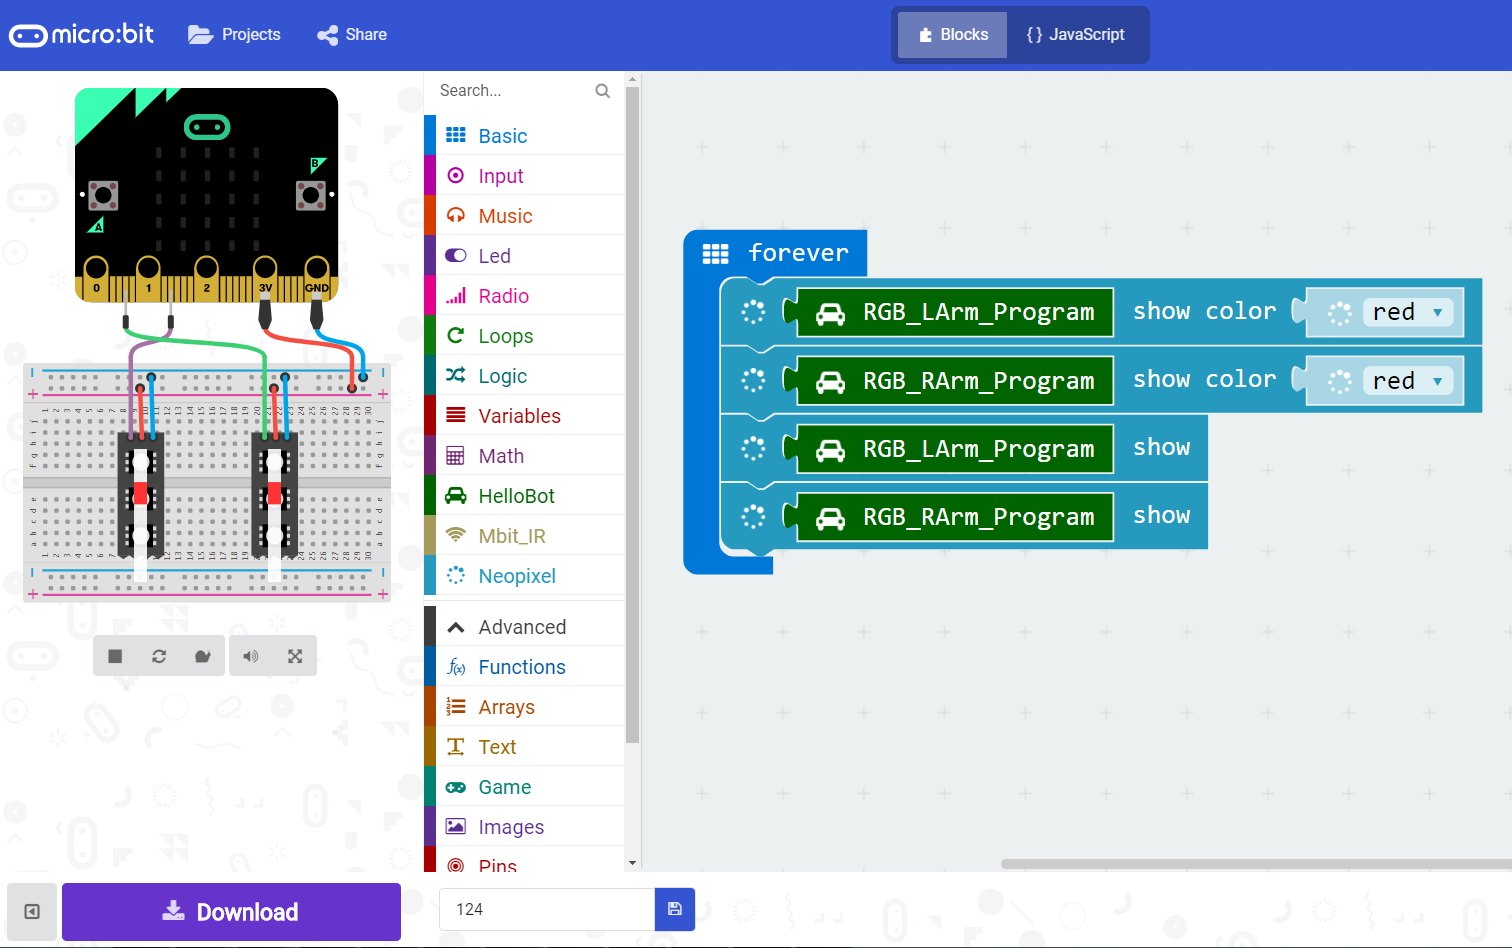 micro:bit
Projects
Share
Blocks
{ } JavaScript
B
A
0 1 2 3V GND
Search...
Basic
Input
Music
Led
Radio
Loops
Logic
Variables
Math
HelloBot
Mbit_IR
Neopixel
Advanced
Functions
Arrays
Text
Game
Images
Pins
forever
RGB_LArm_Program show color red
RGB_RArm_Program show color red
RGB_LArm_Program show
RGB_RArm_Program show
Download
124